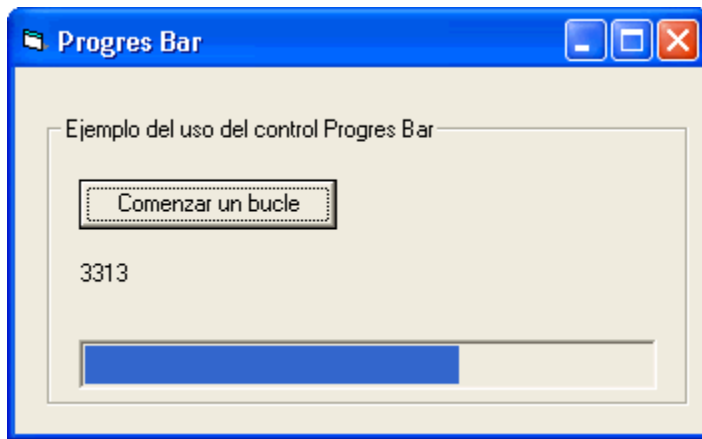 Progres Bar
Ejemplo del uso del control Progres Bar
Comenzar un bucle
3313